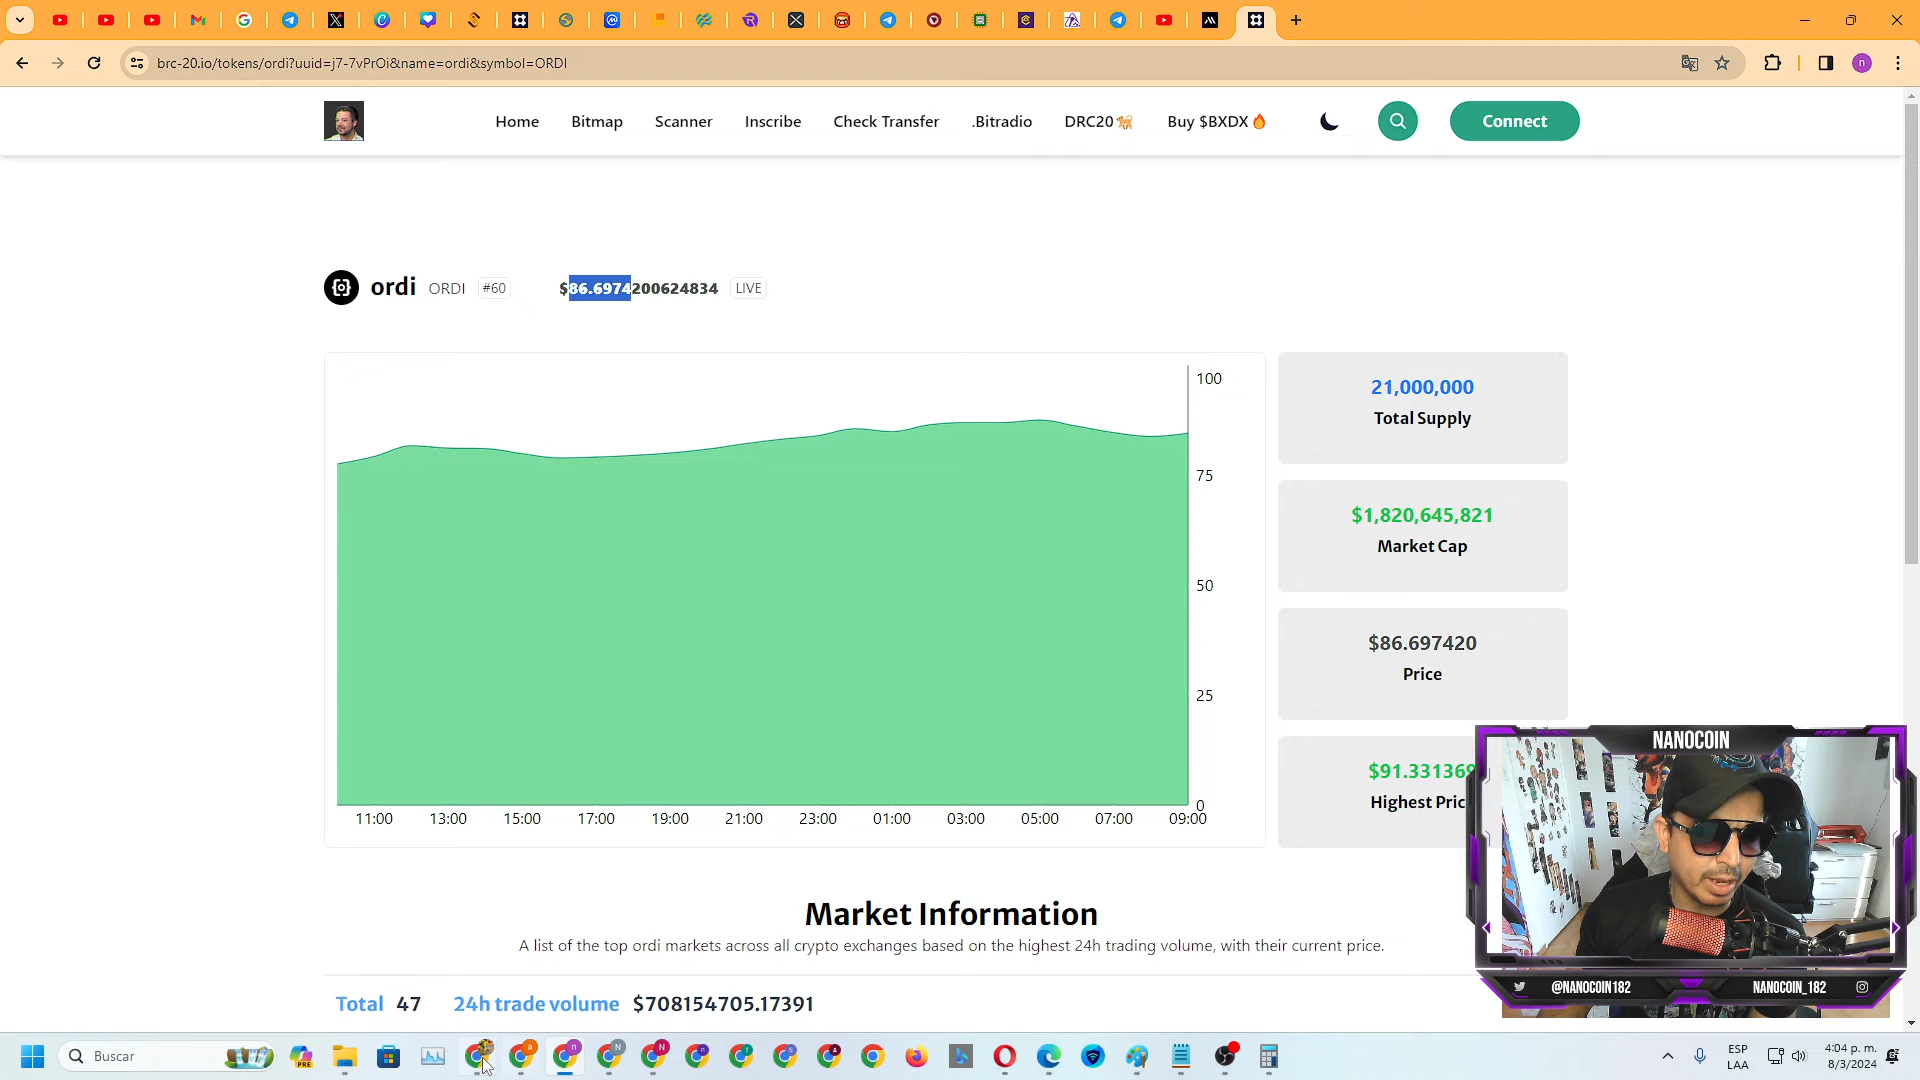 brc-20.io/tokens/ordi?uuid=j7-7vPrOi&name=ordi&symbol=ORDI
Home Bitmap Scanner Inscribe Check Transfer .Bitradio DRC20 Buy $BXDX Connect
ordi ORDI #60 $86.6974200624834 LIVE
100
75
50
25
0
11:00 13:00 15:00 17:00 19:00 21:00 23:00 01:00 03:00 05:00 07:00 09:00
21,000,000
Total Supply
$1,820,645,821
Market Cap
$86.697420
Price
$91.331369
Highest Pric
NANOCOIN
@NANOCOIN182 NANOCOIN_182
Market Information
A list of the top ordi markets across all crypto exchanges based on the highest 24h trading volume, with their current price.
Total 47 24h trade volume $708154705.17391
Buscar
PRE
ESP
LAA
4:04 p. m.
8/3/2024